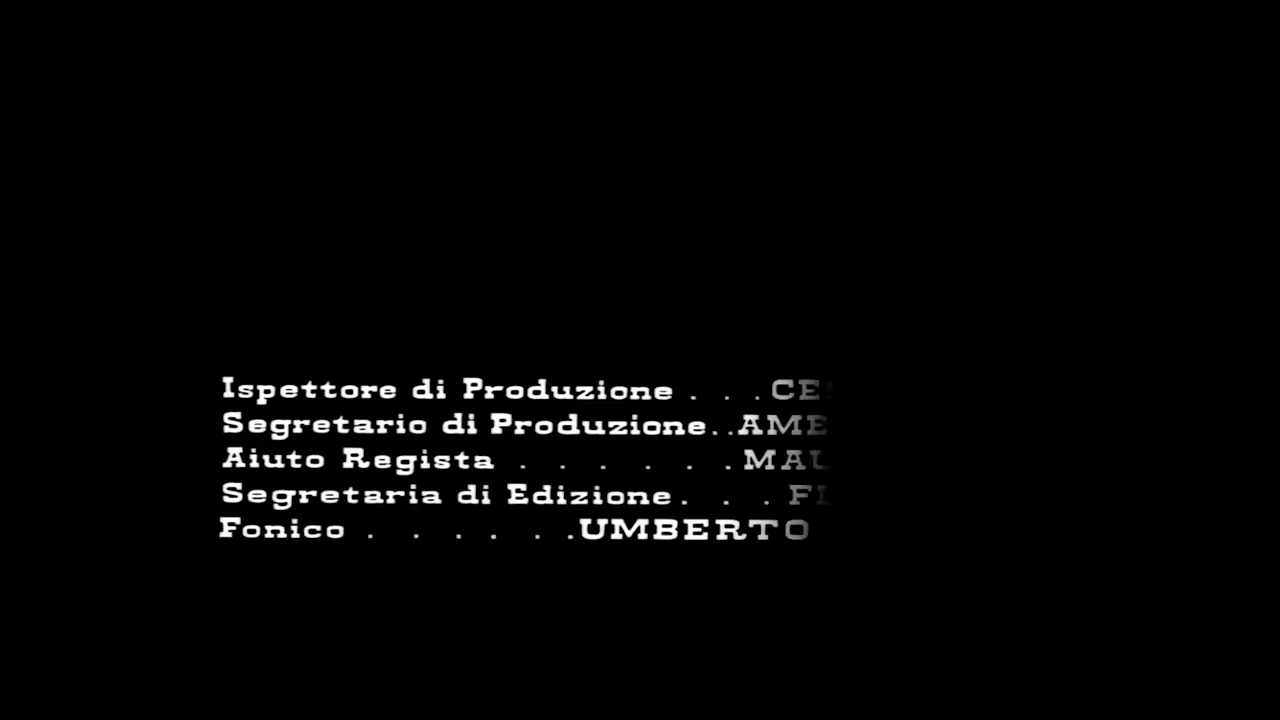 Ispettore di Produzione . . .
Segretario di Produzione..
Aiuto Regista . . . . . .
Segretaria di Edizione. . .
Fonico . . . . . .UMBERTO